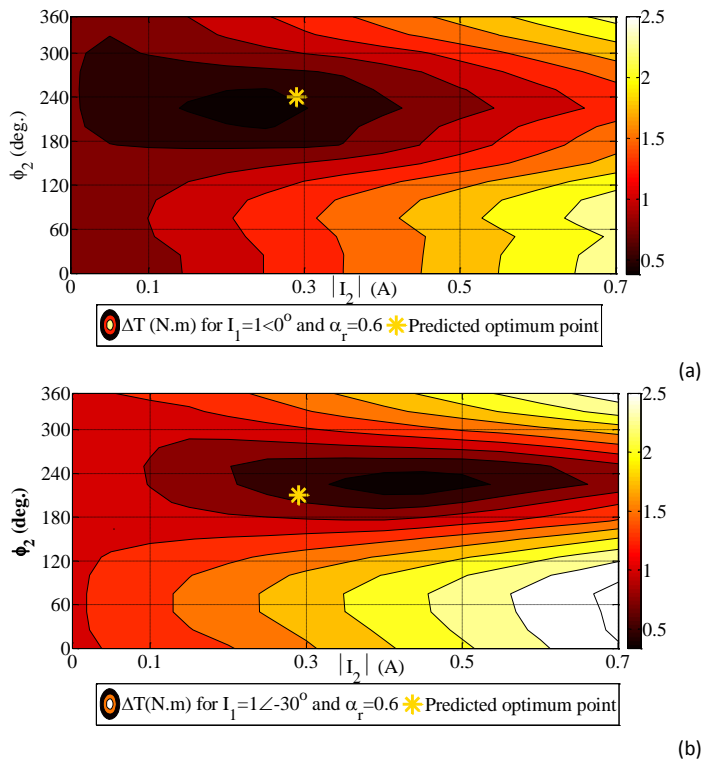 360
300
240
180
120
60
0
ϕ2 (deg.)
0 0.1 0.3 0.5 0.7
|I2| (A)
2.5
2
1.5
1
0.5
ΔT (N.m) for I1=1<0o and αr=0.6 Predicted optimum point
(a)
360
300
240
180
120
60
0
ϕ2 (deg.)
0 0.1 0.3 0.5 0.7
|I2| (A)
2.5
2
1.5
1
0.5
ΔT(N.m) for I1=1∠-30o and αr=0.6 Predicted optimum point
(b)